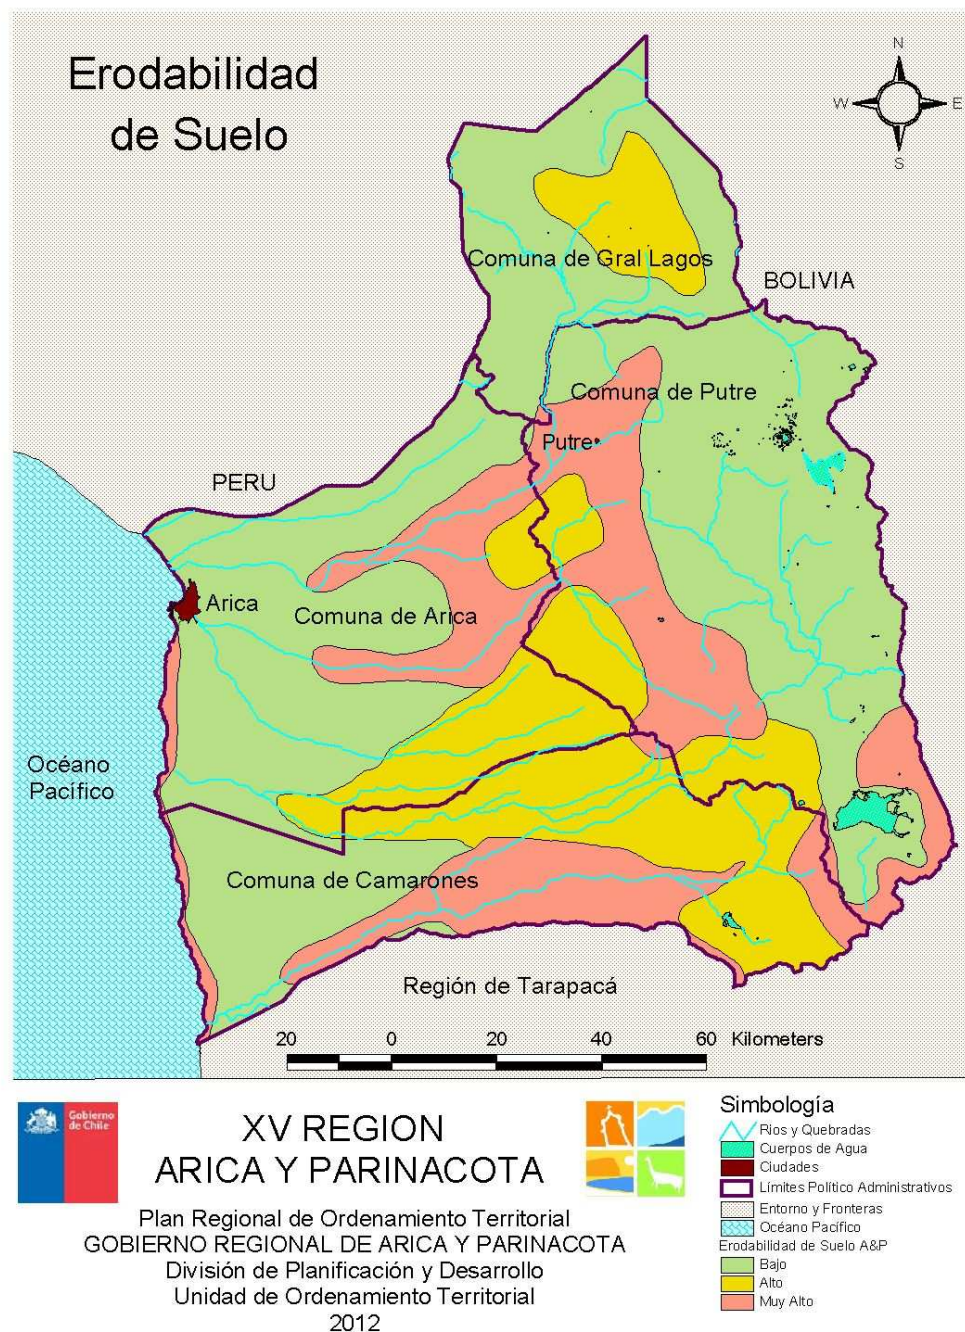 Erodabilidad
de Suelo
N
W
E
S
Comuna de Gral Lagos
BOLIVIA
Comuna de Putre
Putre
PERU
Arica
Comuna de Arica
Océano
Pacífico
Comuna de Camarones
Región de Tarapacá
20 0 20 40 60 Kilometers
Gobierno
de Chile
XV REGION
ARICA Y PARINACOTA
Plan Regional de Ordenamiento Territorial
GOBIERNO REGIONAL DE ARICA Y PARINACOTA
División de Planificación y Desarrollo
Unidad de Ordenamiento Territorial
2012
Simbología
Rios y Quebradas
Cuerpos de Agua
Ciudades
Límites Político Administrativos
Entorno y Fronteras
Océano Pacífico
Erodabilidad de Suelo A&P
Bajo
Alto
Muy Alto